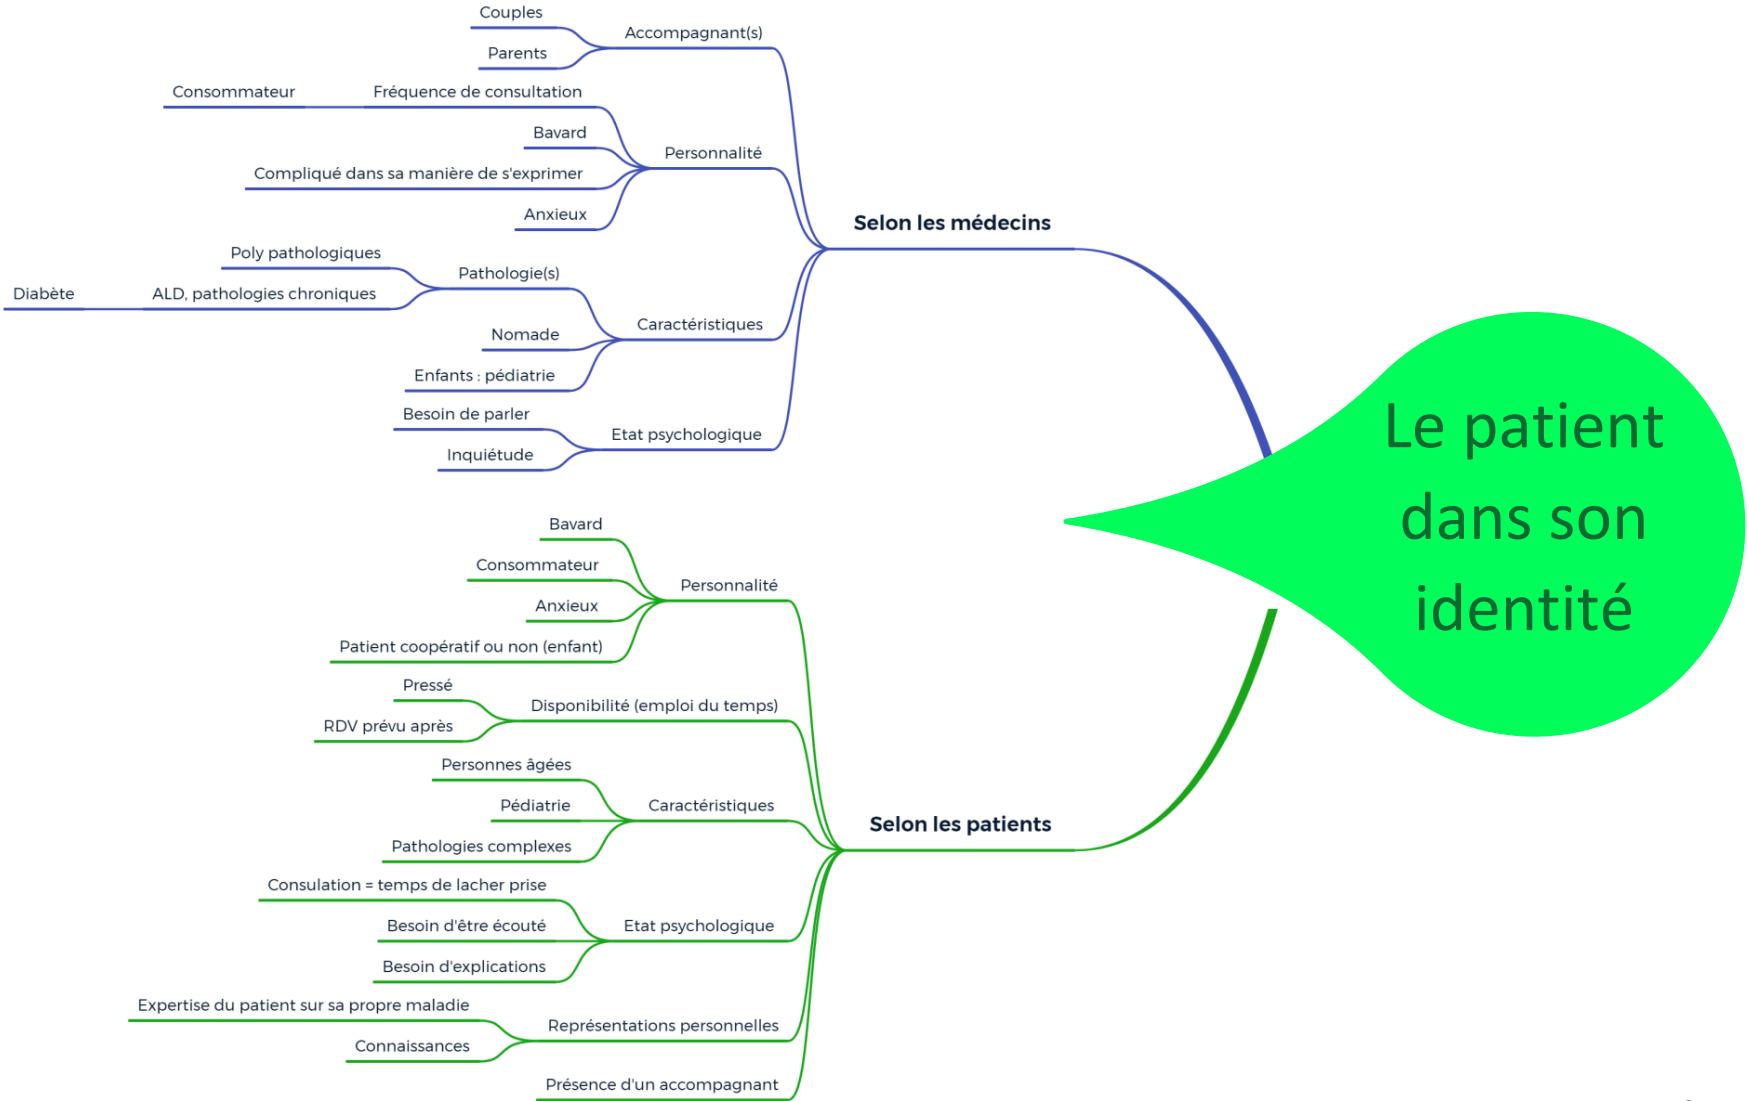 Couples
Accompagnant(s)
Parents
Consommateur
Fréquence de consultation
Bavard
Personnalité
Compliqué dans sa manière de s'exprimer
Anxieux
Selon les médecins
Poly pathologiques
Pathologie(s)
Diabète
ALD, pathologies chroniques
Caractéristiques
Nomade
Enfants : pédiatrie
Besoin de parler
Etat psychologique
Inquiétude
Le patient
dans son
identité
Bavard
Consommateur
Personnalité
Anxieux
Patient coopératif ou non (enfant)
Pressé
Disponibilité (emploi du temps)
RDV prévu après
Personnes âgées
Pédiatrie
Caractéristiques
Pathologies complexes
Selon les patients
Consulation = temps de lacher prise
Besoin d'être écouté
Etat psychologique
Besoin d'explications
Expertise du patient sur sa propre maladie
Représentations personnelles
Connaissances
Présence d'un accompagnant